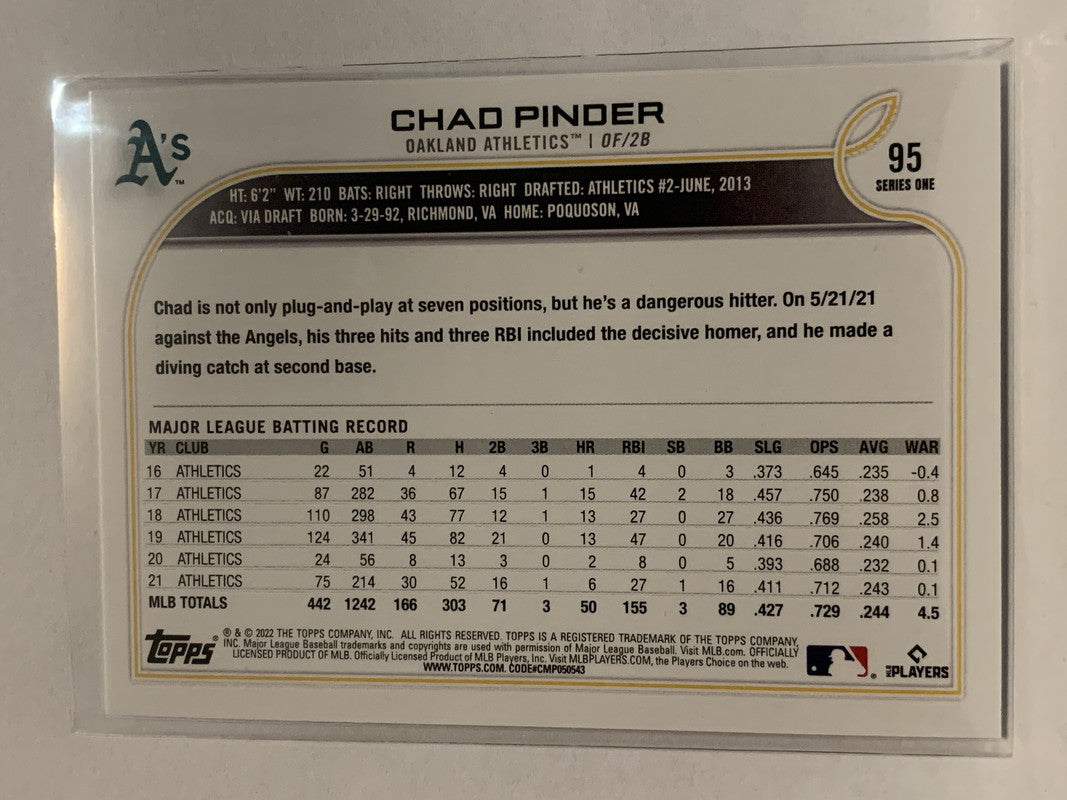 A's™
CHAD PINDER
OAKLAND ATHLETICS™ | OF/2B
95
SERIES ONE
HT: 6'2" WT: 210 BATS: RIGHT THROWS: RIGHT DRAFTED: ATHLETICS #2-JUNE, 2013
ACQ: VIA DRAFT BORN: 3-29-92, RICHMOND, VA HOME: POQUOSON, VA
Chad is not only plug-and-play at seven positions, but he's a dangerous hitter. On 5/21/21
against the Angels, his three hits and three RBI included the decisive homer, and he made a
diving catch at second base.
MAJOR LEAGUE BATTING RECORD
YR CLUB G AB R H 2B 3B HR RBI SB BB SLG OPS AVG WAR
16 ATHLETICS 22 51 4 12 4 0 1 4 0 3 .373 .645 .235 -0.4
17 ATHLETICS 87 282 36 67 15 1 15 42 2 18 .457 .750 .238 0.8
18 ATHLETICS 110 298 43 77 12 1 13 27 0 27 .436 .769 .258 2.5
19 ATHLETICS 124 341 45 82 21 0 13 47 0 20 .416 .706 .240 1.4
20 ATHLETICS 24 56 8 13 3 0 2 8 0 5 .393 .688 .232 0.1
21 ATHLETICS 75 214 30 52 16 1 6 27 1 16 .411 .712 .243 0.1
MLB TOTALS 442 1242 166 303 71 3 50 155 3 89 .427 .729 .244 4.5
Topps®
® & © 2022 THE TOPPS COMPANY, INC. ALL RIGHTS RESERVED. TOPPS IS A REGISTERED TRADEMARK OF THE TOPPS COMPANY,
INC. Major League Baseball trademarks and copyrights are used with permission of Major League Baseball. Visit MLB.com. OFFICIALLY
LICENSED PRODUCT OF MLB. Officially Licensed Product of MLB Players, Inc. Visit MLBPLAYERS.COM, the Players Choice on the web.
WWW.TOPPS.COM. CODE#CMP050543
®
MLB PLAYERS